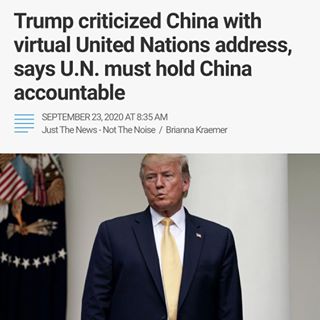 Trump criticized China with
virtual United Nations address,
says U.N. must hold China
accountable
SEPTEMBER 23, 2020 AT 8:35 AM
Just The News - Not The Noise / Brianna Kraemer